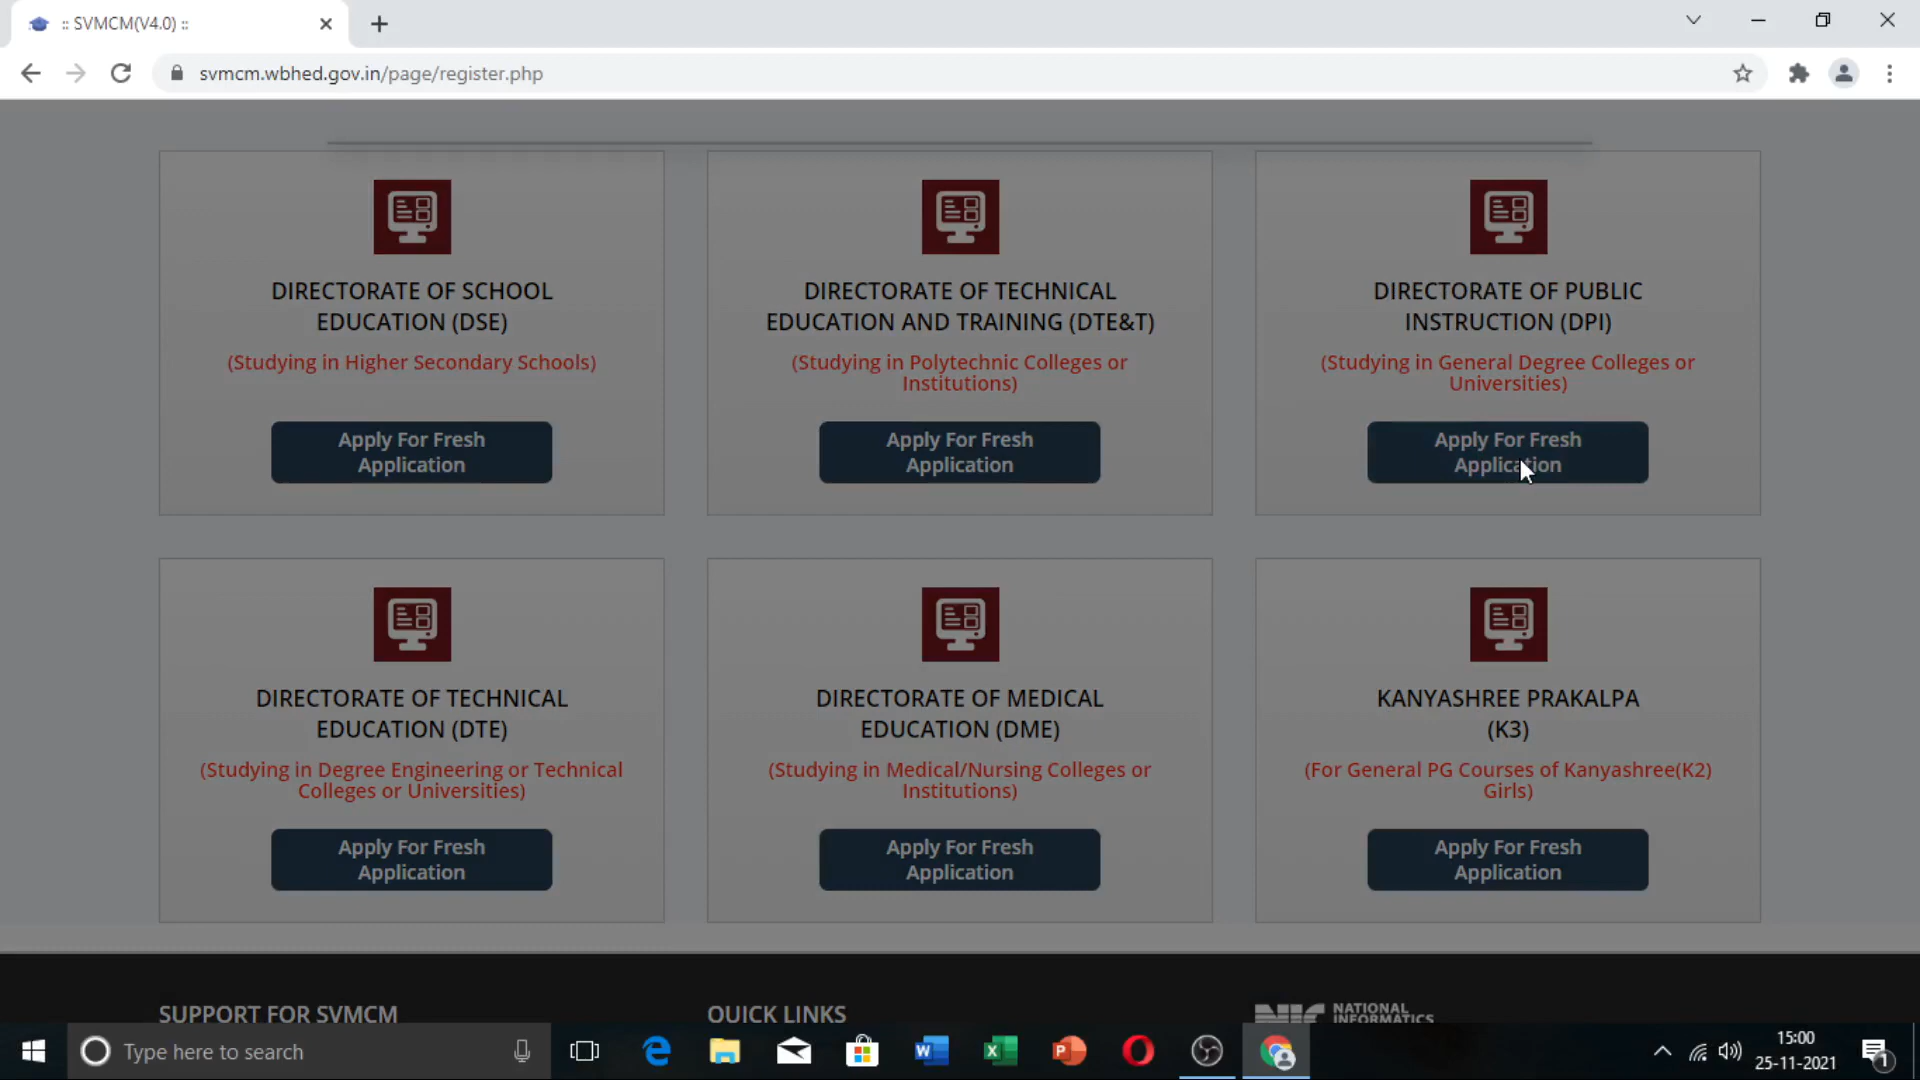 :: SVMCM(V4.0) ::
svmcm.wbhed.gov.in/page/register.php
DIRECTORATE OF SCHOOL
EDUCATION (DSE)
(Studying in Higher Secondary Schools)
Apply For Fresh
Application
DIRECTORATE OF TECHNICAL
EDUCATION AND TRAINING (DTE&T)
(Studying in Polytechnic Colleges or
Institutions)
Apply For Fresh
Application
DIRECTORATE OF PUBLIC
INSTRUCTION (DPI)
(Studying in General Degree Colleges or
Universities)
Apply For Fresh
Application
DIRECTORATE OF TECHNICAL
EDUCATION (DTE)
(Studying in Degree Engineering or Technical
Colleges or Universities)
Apply For Fresh
Application
DIRECTORATE OF MEDICAL
EDUCATION (DME)
(Studying in Medical/Nursing Colleges or
Institutions)
Apply For Fresh
Application
KANYASHREE PRAKALPA
(K3)
(For General PG Courses of Kanyashree(K2)
Girls)
Apply For Fresh
Application
SUPPORT FOR SVMCM
QUICK LINKS
NIC NATIONAL
INFORMATICS
Type here to search
15:00
25-11-2021
1